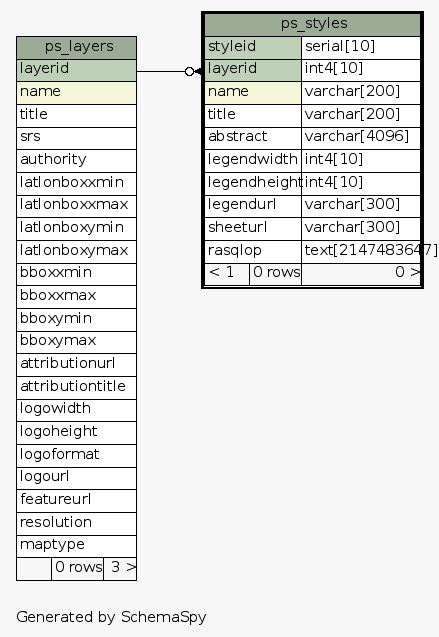 ps_layers
layerid
name
title
srs
authority
latlonboxxmin
latlonboxxmax
latlonboxymin
latlonboxymax
bboxxmin
bboxxmax
bboxymin
bboxymax
attributionurl
attributiontitle
logowidth
logoheight
logoformat
logourl
featureurl
resolution
maptype
0 rows 3 >
ps_styles
styleid serial[10]
layerid int4[10]
name varchar[200]
title varchar[200]
abstract varchar[4096]
legendwidth int4[10]
legendheight int4[10]
legendurl varchar[300]
sheeturl varchar[300]
rasqlop text[2147483647]
< 1 0 rows 0 >
Generated by SchemaSpy